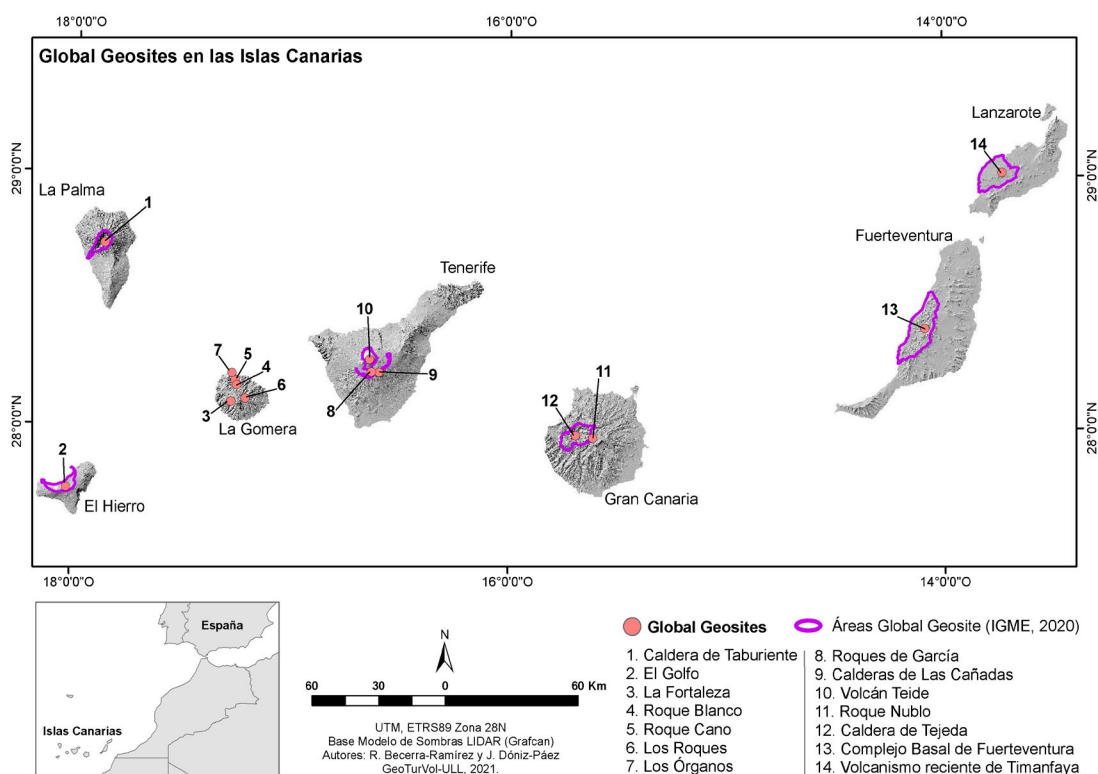 18°0'0"O
16°0'0"O
14°0'0"O
Global Geosites en las Islas Canarias
Lanzarote
14
29°0'0"N
29°0'0"N
La Palma
1
Fuerteventura
Tenerife
10
13
7
5
4
6
3
9
8
11
12
La Gomera
28°0'0"N
28°0'0"N
2
El Hierro
Gran Canaria
18°0'0"O
16°0'0"O
14°0'0"O
España
Islas Canarias
N
60 30 0 60 Km
UTM, ETRS89 Zona 28N
Base Modelo de Sombras LIDAR (Grafcan)
Autores: R. Becerra-Ramírez y J. Dóniz-Páez
GeoTurVol-ULL, 2021.
Global Geosites
Áreas Global Geosite (IGME, 2020)
1. Caldera de Taburiente
2. El Golfo
3. La Fortaleza
4. Roque Blanco
5. Roque Cano
6. Los Roques
7. Los Órganos
8. Roques de García
9. Calderas de Las Cañadas
10. Volcán Teide
11. Roque Nublo
12. Caldera de Tejeda
13. Complejo Basal de Fuerteventura
14. Volcanismo reciente de Timanfaya